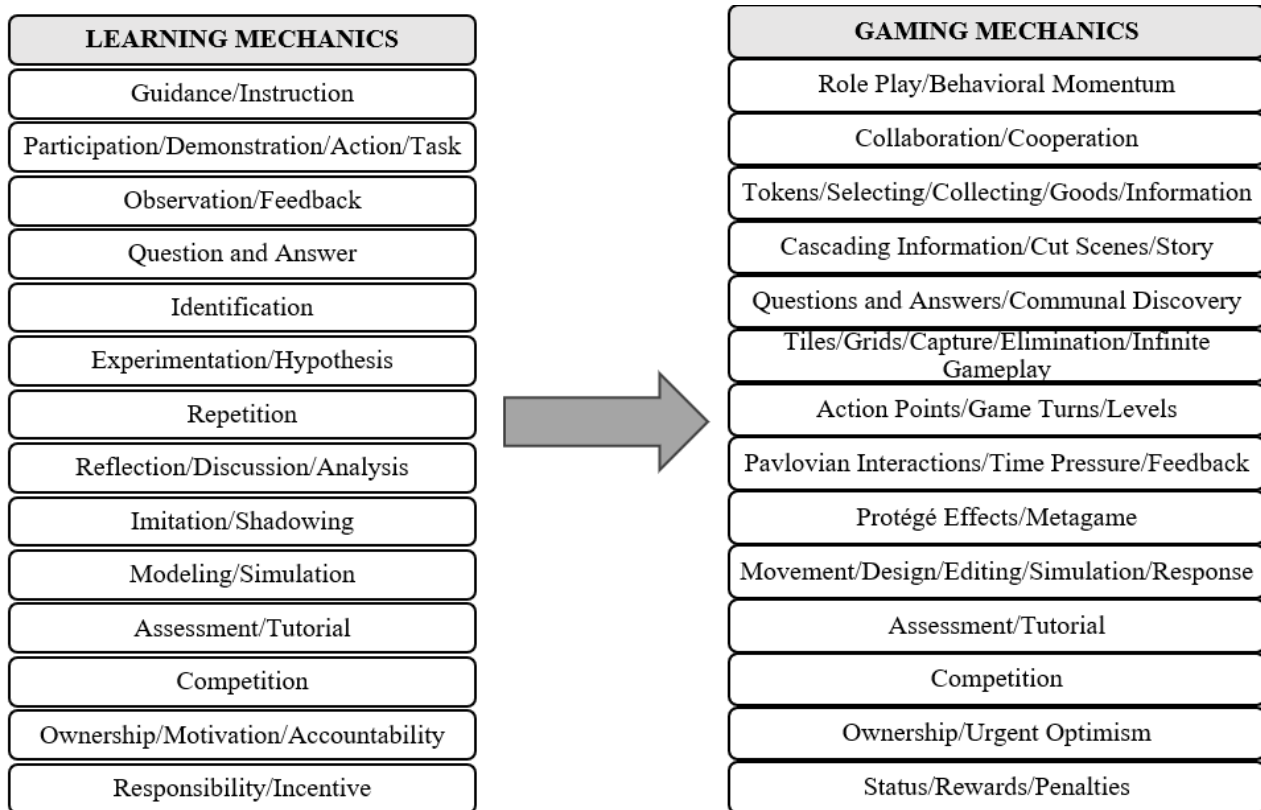 LEARNING MECHANICS
Guidance/Instruction
Participation/Demonstration/Action/Task
Observation/Feedback
Question and Answer
Identification
Experimentation/Hypothesis
Repetition
Reflection/Discussion/Analysis
Imitation/Shadowing
Modeling/Simulation
Assessment/Tutorial
Competition
Ownership/Motivation/Accountability
Responsibility/Incentive
GAMING MECHANICS
Role Play/Behavioral Momentum
Collaboration/Cooperation
Tokens/Selecting/Collecting/Goods/Information
Cascading Information/Cut Scenes/Story
Questions and Answers/Communal Discovery
Tiles/Grids/Capture/Elimination/Infinite
Gameplay
Action Points/Game Turns/Levels
Pavlovian Interactions/Time Pressure/Feedback
Protégé Effects/Metagame
Movement/Design/Editing/Simulation/Response
Assessment/Tutorial
Competition
Ownership/Urgent Optimism
Status/Rewards/Penalties